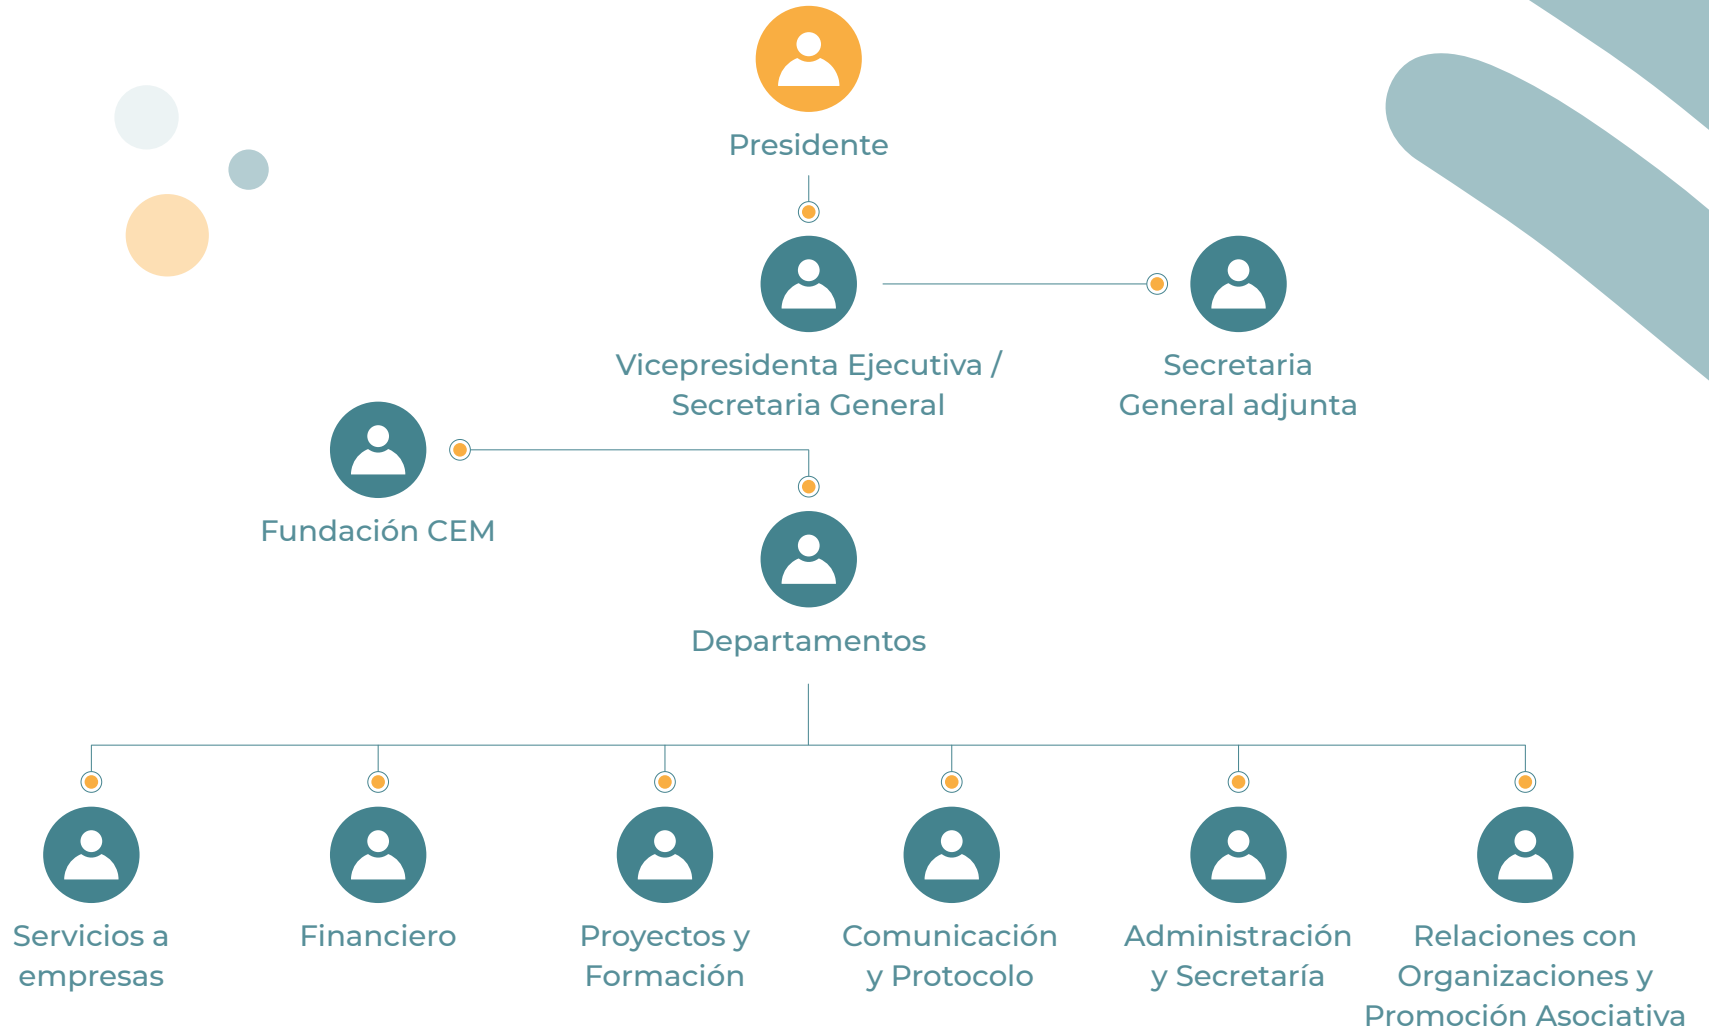 Presidente
Vicepresidenta Ejecutiva /
Secretaria General
Secretaria
General adjunta
Fundación CEM
Departamentos
Servicios a
empresas
Financiero
Proyectos y
Formación
Comunicación
y Protocolo
Administración
y Secretaría
Relaciones con
Organizaciones y
Promoción Asociativa